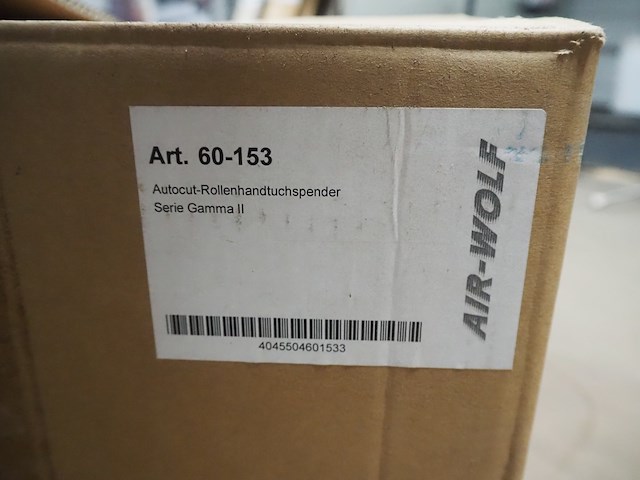 Art. 60-153
Autocut-Rollenhandtuchspender
Serie Gamma II
4045504601533
AIR-WOLF